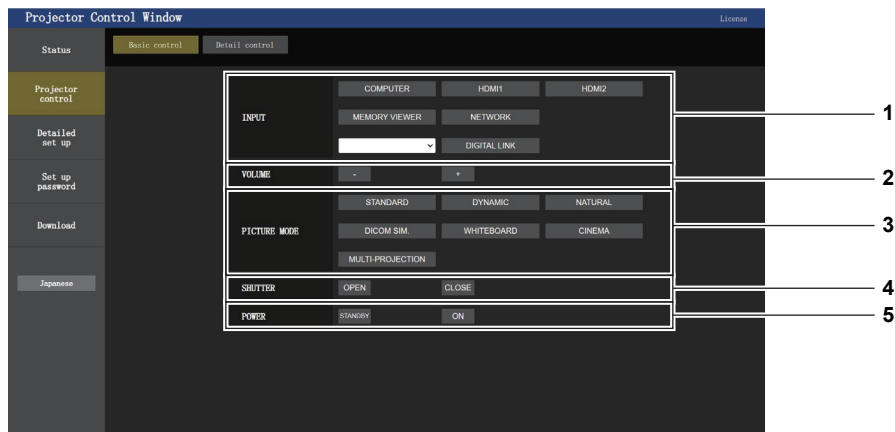 Projector Control Window License
Status Basic control Detail control
Projector control
COMPUTER HDMI1 HDMI2
INPUT MEMORY VIEWER NETWORK 1
DIGITAL LINK
Detailed set up
VOLUME - + 2
Set up password
STANDARD DYNAMIC NATURAL
PICTURE MODE DICOM SIM. WHITEBOARD CINEMA 3
MULTI-PROJECTION
Download
SHUTTER OPEN CLOSE 4
Japanese
POWER STANDBY ON 5